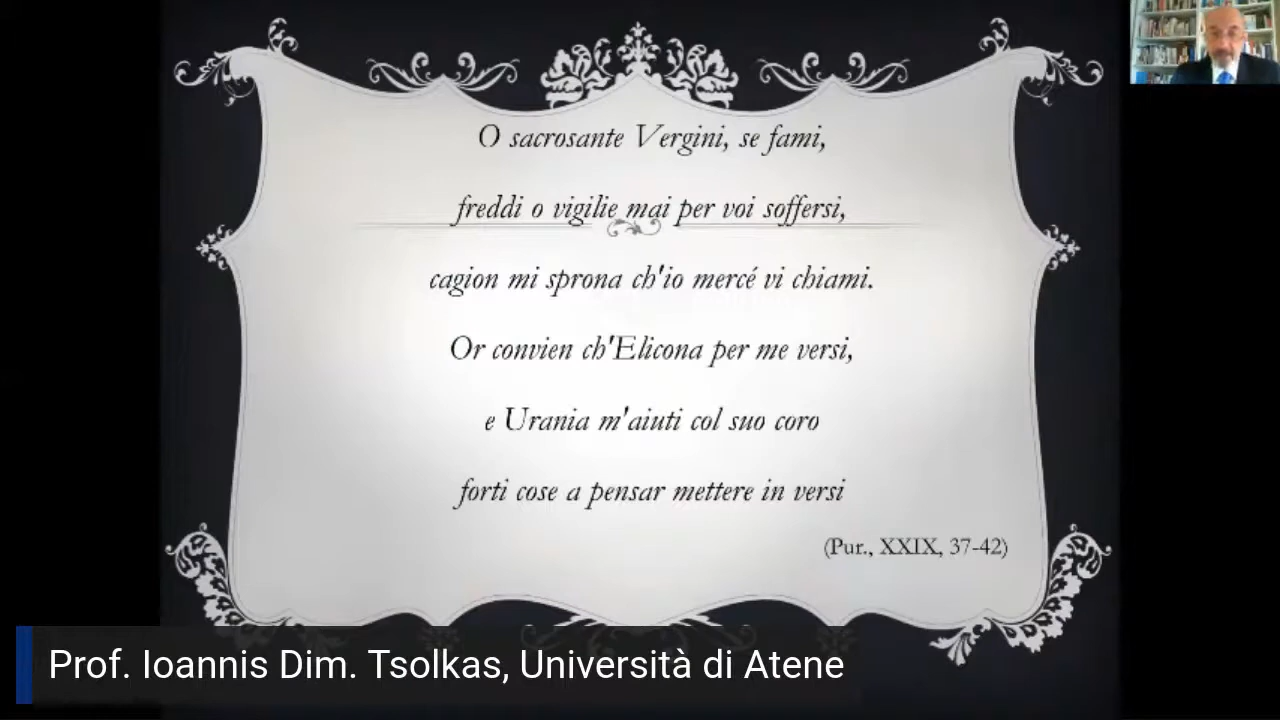 O sacrosante Vergini, se fami,
freddi o vigilie mai per voi soffersi,
cagion mi sprona ch'io mercé vi chiami.
Or convien ch'Elicona per me versi,
e Urania m'aiuti col suo coro
forti cose a pensar mettere in versi
(Pur., XXIX, 37-42)
Prof. Ioannis Dim. Tsolkas, Università di Atene